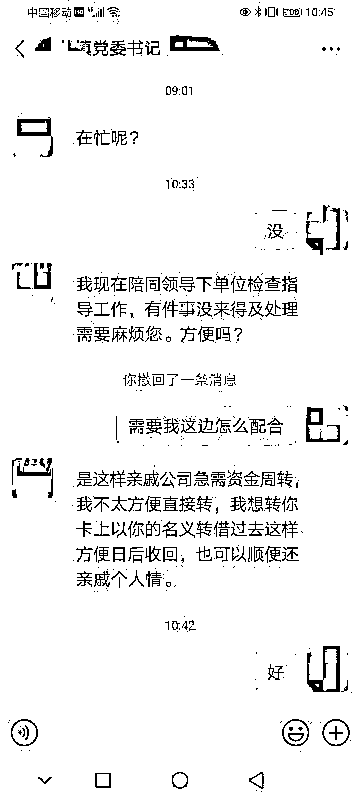 中国移动 HD 10:45
镇党委书记
09:01
在忙呢？
10:33
没
我现在陪同领导下单位检查指
导工作，有件事没来得及处理
需要麻烦您。方便吗？
你撤回了一条消息
需要我这边怎么配合
是这样亲戚公司急需资金周转，
我不太方便直接转，我想转你
卡上以你的名义转借过去这样
方便日后收回，也可以顺便还
亲戚个人情。
10:42
好